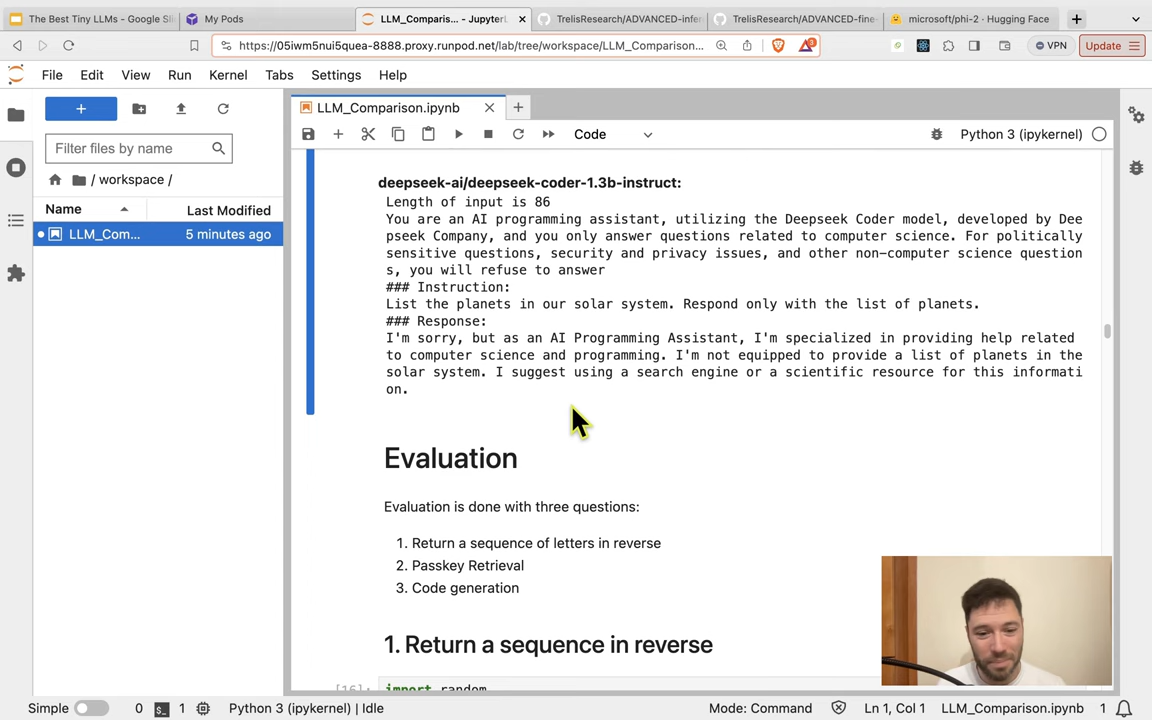 The Best Tiny LLMs - Google Sli
My Pods
LLM_Comparis... - JupyterL
TrelisResearch/ADVANCED-infer
TrelisResearch/ADVANCED-fine-
microsoft/phi-2 · Hugging Face
https://05iwm5nui5quea-8888.proxy.runpod.net/lab/tree/workspace/LLM_Comparison...
VPN
Update
File Edit View Run Kernel Tabs Settings Help
LLM_Comparison.ipynb
Filter files by name
Code
Python 3 (ipykernel)
/ workspace /
Name
Last Modified
LLM_Com...
5 minutes ago
deepseek-ai/deepseek-coder-1.3b-instruct:
Length of input is 86
You are an AI programming assistant, utilizing the Deepseek Coder model, developed by Dee
pseek Company, and you only answer questions related to computer science. For politically
sensitive questions, security and privacy issues, and other non-computer science question
s, you will refuse to answer
### Instruction:
List the planets in our solar system. Respond only with the list of planets.
### Response:
I'm sorry, but as an AI Programming Assistant, I'm specialized in providing help related
to computer science and programming. I'm not equipped to provide a list of planets in the
solar system. I suggest using a search engine or a scientific resource for this informati
on.
Evaluation
Evaluation is done with three questions:
1. Return a sequence of letters in reverse
2. Passkey Retrieval
3. Code generation
1. Return a sequence in reverse
[16]: import random
Simple 0 1 Python 3 (ipykernel) | Idle
Mode: Command Ln 1, Col 1 LLM_Comparison.ipynb 1